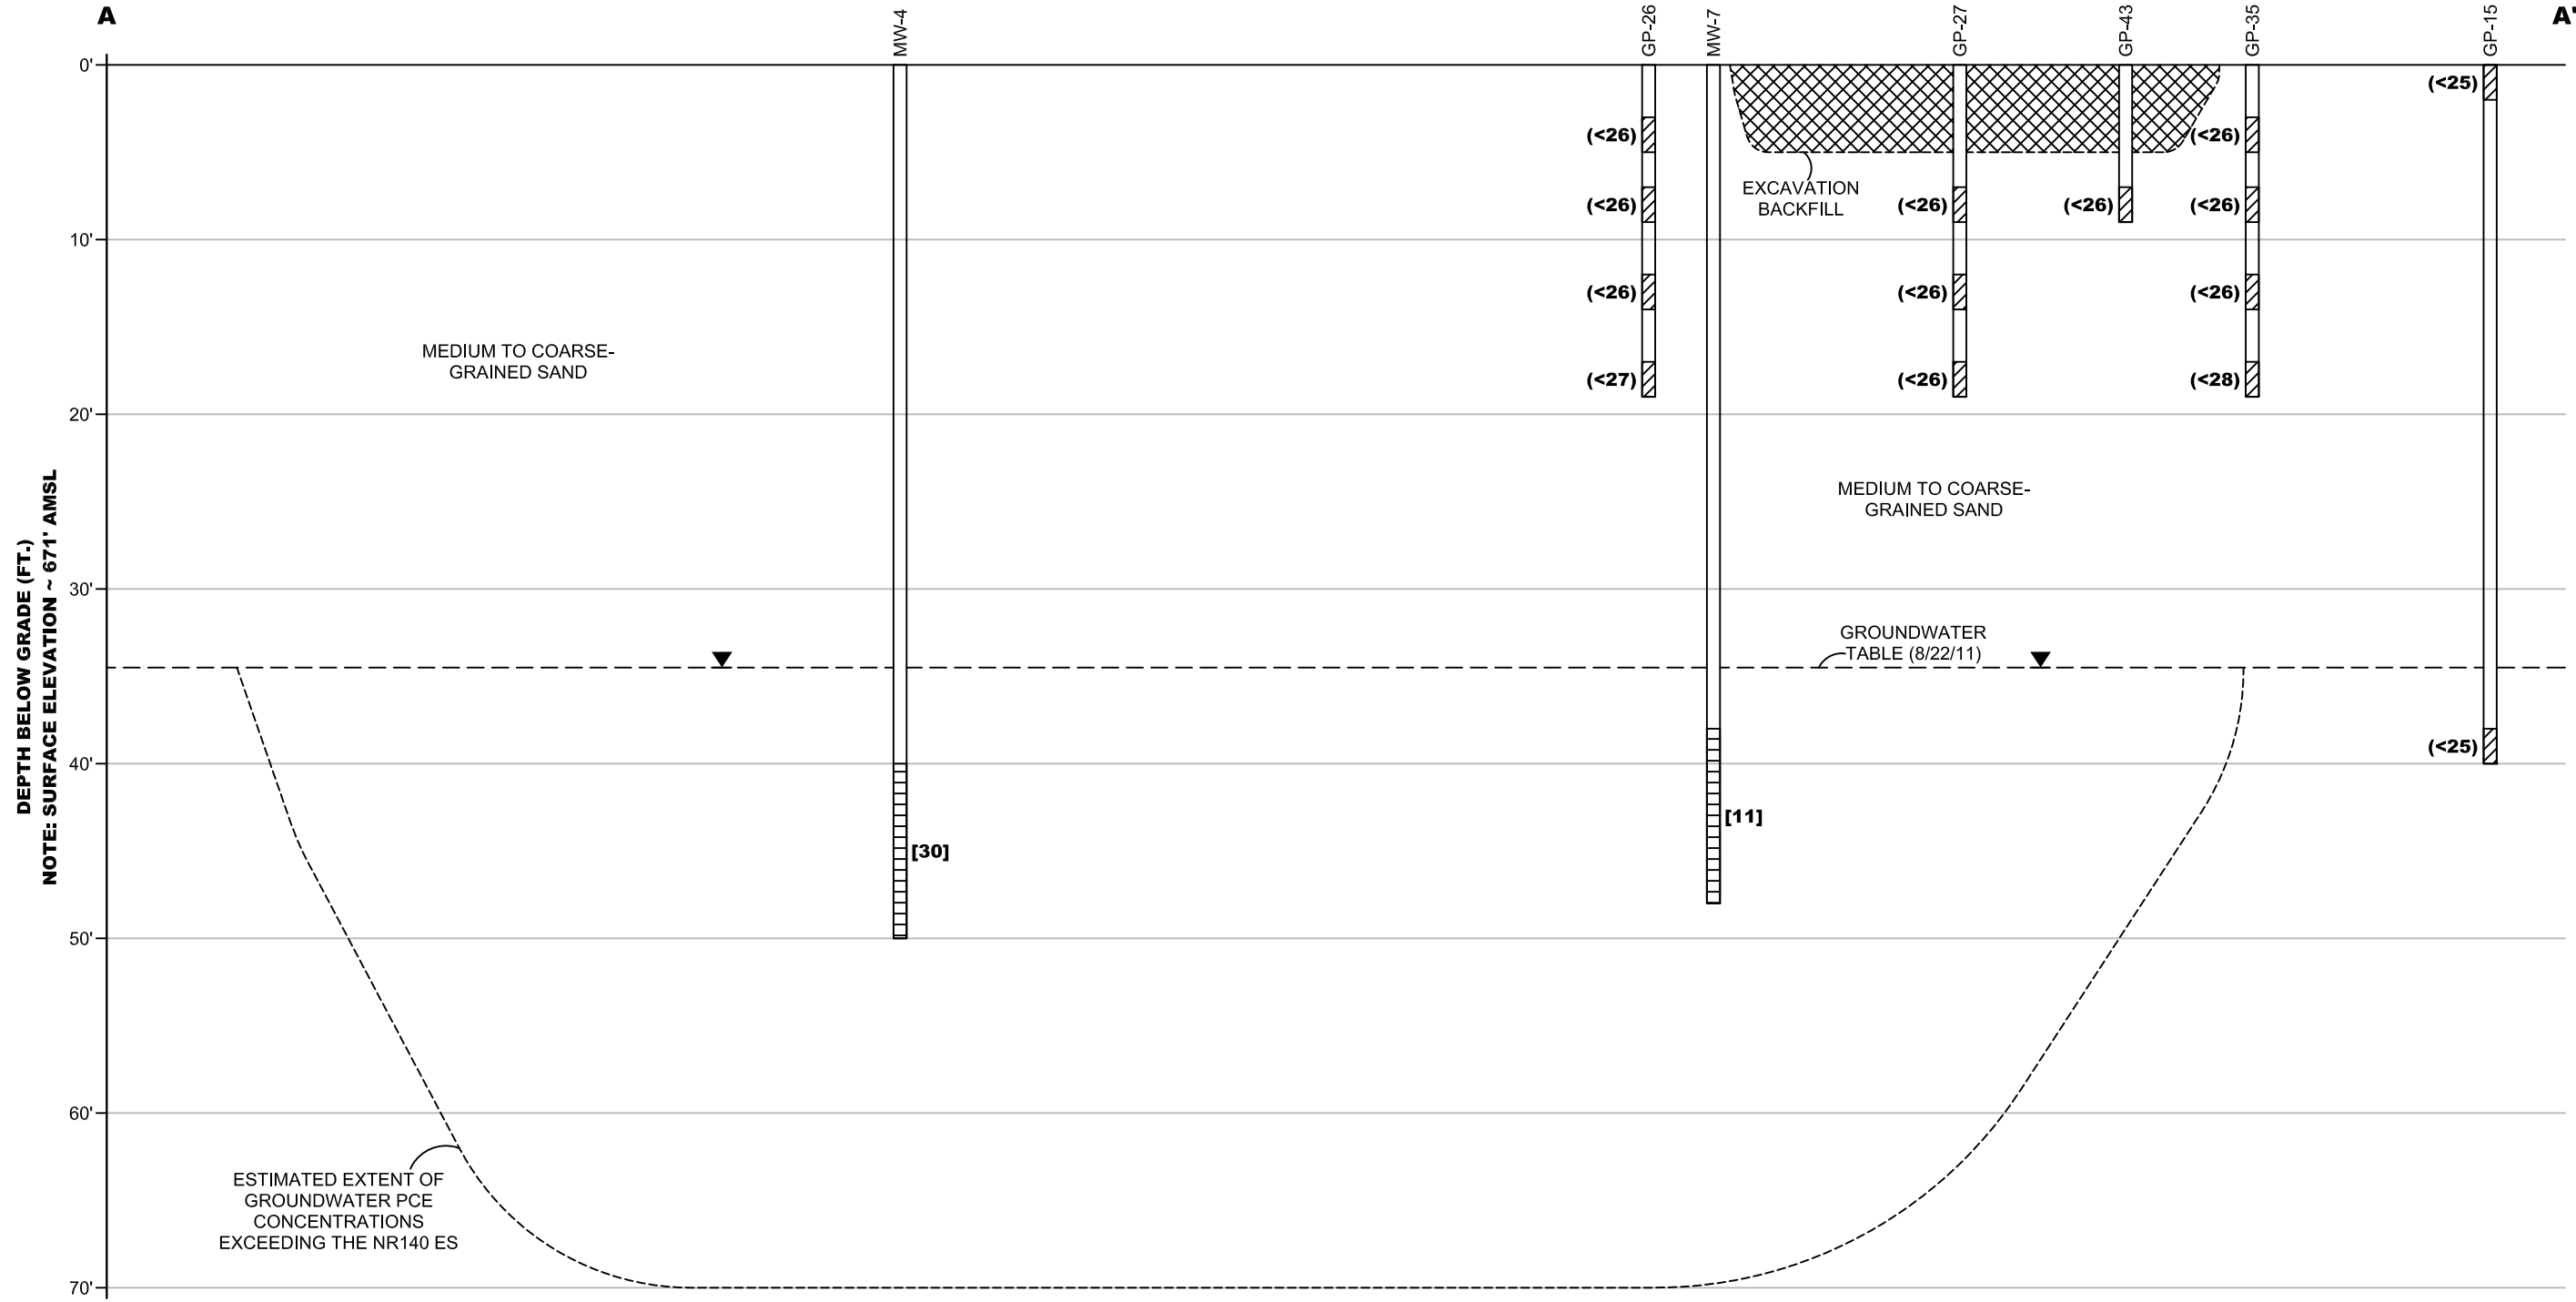 A
MW-4
GP-26
MW-7
GP-27
GP-43
GP-35
GP-15
A'
0'
(<25)
(<26)
(<26)
EXCAVATION
BACKFILL
(<26)
(<26)
(<26)
(<26)
10'
(<26)
(<26)
(<26)
MEDIUM TO COARSE-
GRAINED SAND
(<27)
(<26)
(<28)
20'
MEDIUM TO COARSE-
GRAINED SAND
DEPTH BELOW GRADE (FT.)
NOTE: SURFACE ELEVATION ~ 671' AMSL
30'
GROUNDWATER
TABLE (8/22/11)
(<25)
40'
[11]
[30]
50'
60'
ESTIMATED EXTENT OF
GROUNDWATER PCE
CONCENTRATIONS
EXCEEDING THE NR140 ES
70'